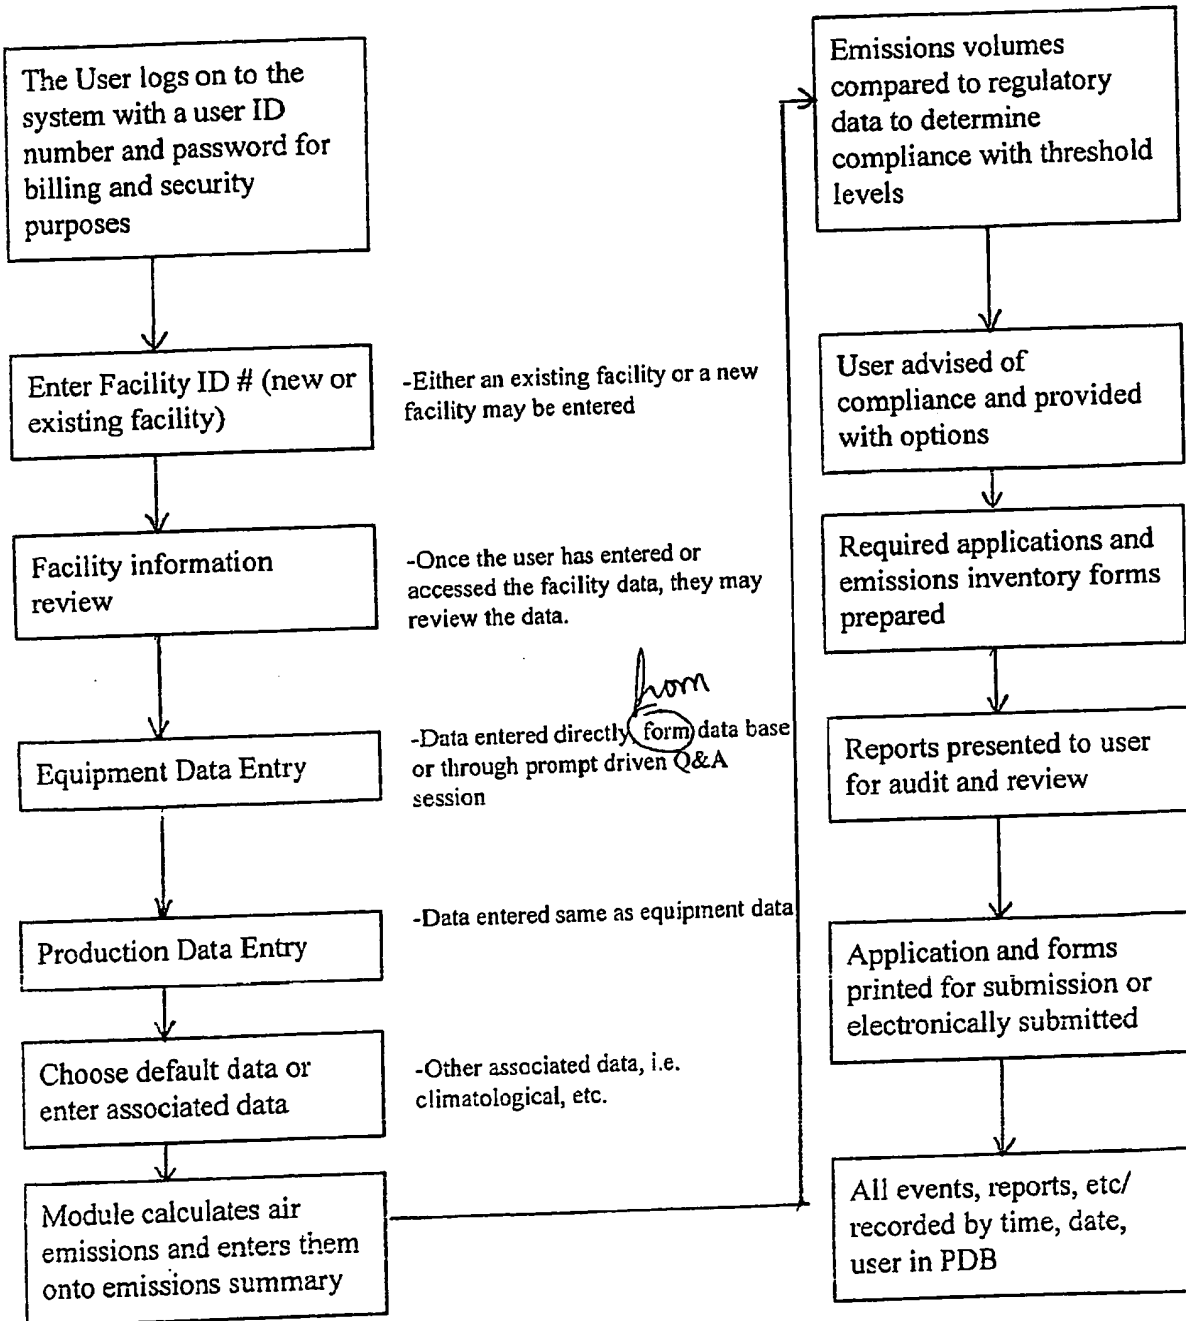 The User logs on to the
system with a user ID
number and password for
billing and security
purposes
Enter Facility ID # (new or
existing facility)
-Either an existing facility or a new
facility may be entered
Facility information
review
-Once the user has entered or
accessed the facility data, they may
review the data.
from
Equipment Data Entry
-Data entered directly, form data base
or through prompt driven Q&A
session
Production Data Entry
-Data entered same as equipment data
Choose default data or
enter associated data
-Other associated data, i.e.
climatological, etc.
Module calculates air
emissions and enters them
onto emissions summary
Emissions volumes
compared to regulatory
data to determine
compliance with threshold
levels
User advised of
compliance and provided
with options
Required applications and
emissions inventory forms
prepared
Reports presented to user
for audit and review
Application and forms
printed for submission or
electronically submitted
All events, reports, etc/
recorded by time, date,
user in PDB